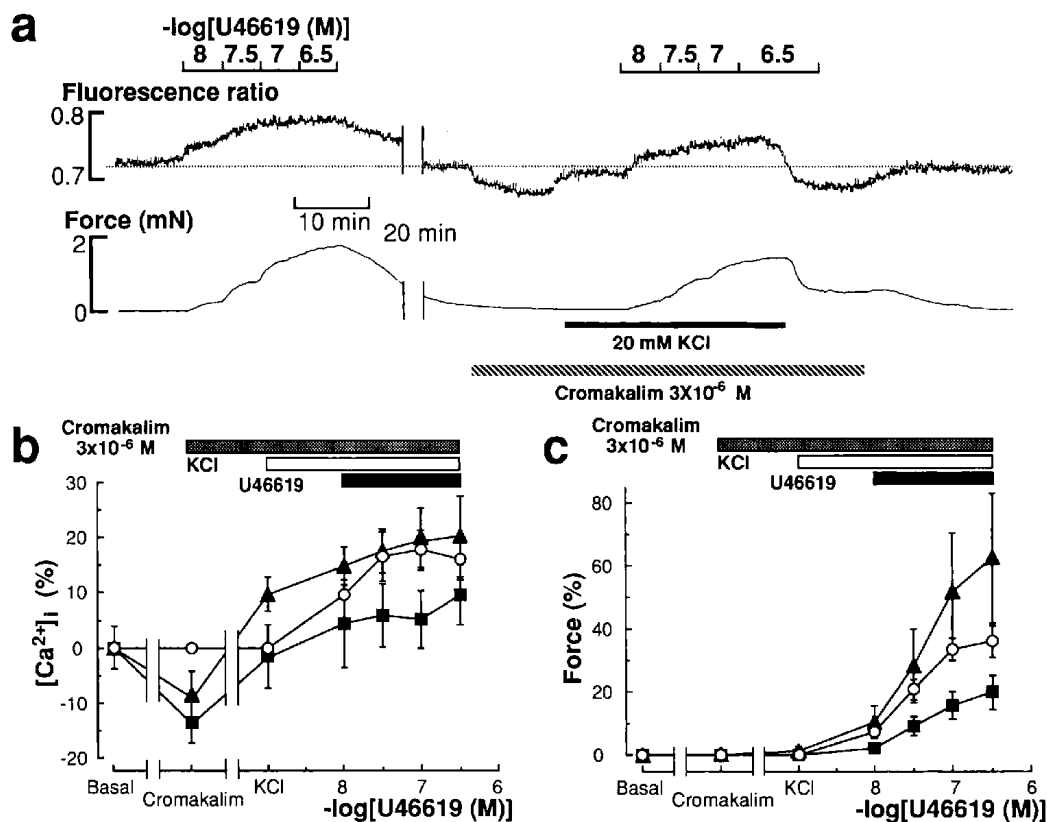 a
-log[U46619 (M)]
8 7.5 7 6.5
8 7.5 7 6.5
Fluorescence ratio
0.8
0.7
10 min
20 min
Force (mN)
2
0
20 mM KCl
Cromakalim 3X10⁻⁶ M
b
Cromakalim
3x10⁻⁶ M
KCl
U46619
[Ca²⁺]i (%)
30
20
10
0
-10
-20
Basal
Cromakalim
KCl
8
7
6
-log[U46619 (M)]
c
Cromakalim
3x10⁻⁶ M
KCl
U46619
Force (%)
80
60
40
20
0
Basal
Cromakalim
KCl
8
7
6
-log[U46619 (M)]